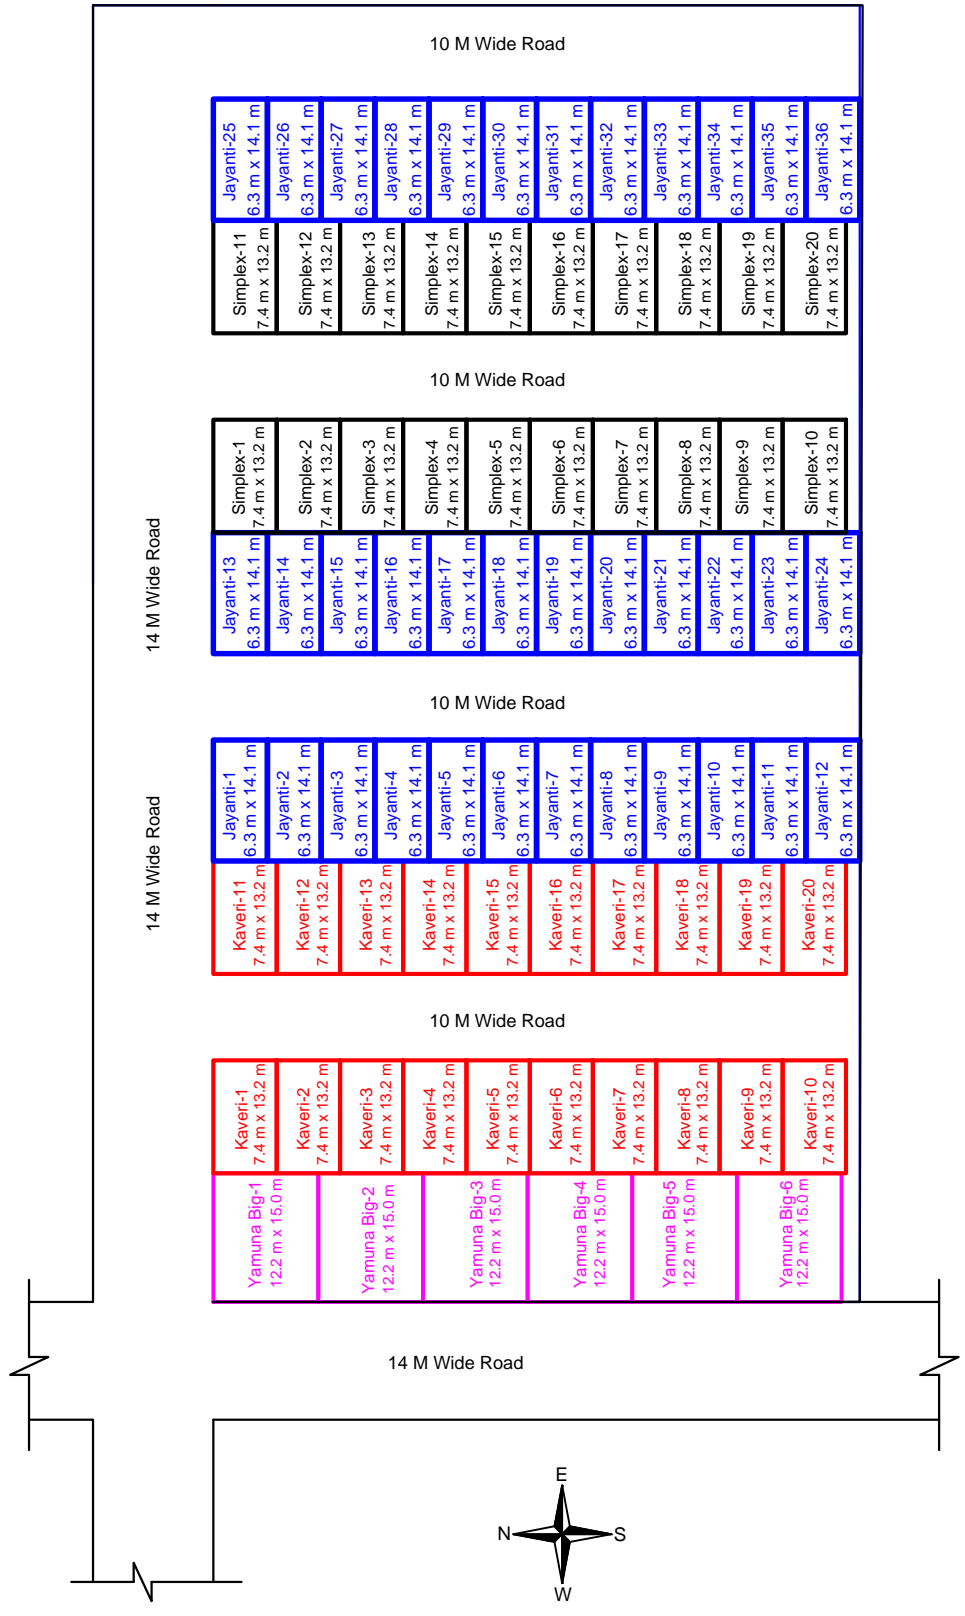 10 M Wide Road
Jayanti-25
6.3 m x 14.1 m
Jayanti-26
6.3 m x 14.1 m
Jayanti-27
6.3 m x 14.1 m
Jayanti-28
6.3 m x 14.1 m
Jayanti-29
6.3 m x 14.1 m
Jayanti-30
6.3 m x 14.1 m
Jayanti-31
6.3 m x 14.1 m
Jayanti-32
6.3 m x 14.1 m
Jayanti-33
6.3 m x 14.1 m
Jayanti-34
6.3 m x 14.1 m
Jayanti-35
6.3 m x 14.1 m
Jayanti-36
6.3 m x 14.1 m
Simplex-11
7.4 m x 13.2 m
Simplex-12
7.4 m x 13.2 m
Simplex-13
7.4 m x 13.2 m
Simplex-14
7.4 m x 13.2 m
Simplex-15
7.4 m x 13.2 m
Simplex-16
7.4 m x 13.2 m
Simplex-17
7.4 m x 13.2 m
Simplex-18
7.4 m x 13.2 m
Simplex-19
7.4 m x 13.2 m
Simplex-20
7.4 m x 13.2 m
10 M Wide Road
Simplex-1
7.4 m x 13.2 m
Simplex-2
7.4 m x 13.2 m
Simplex-3
7.4 m x 13.2 m
Simplex-4
7.4 m x 13.2 m
Simplex-5
7.4 m x 13.2 m
Simplex-6
7.4 m x 13.2 m
Simplex-7
7.4 m x 13.2 m
Simplex-8
7.4 m x 13.2 m
Simplex-9
7.4 m x 13.2 m
Simplex-10
7.4 m x 13.2 m
14 M Wide Road
Jayanti-13
6.3 m x 14.1 m
Jayanti-14
6.3 m x 14.1 m
Jayanti-15
6.3 m x 14.1 m
Jayanti-16
6.3 m x 14.1 m
Jayanti-17
6.3 m x 14.1 m
Jayanti-18
6.3 m x 14.1 m
Jayanti-19
6.3 m x 14.1 m
Jayanti-20
6.3 m x 14.1 m
Jayanti-21
6.3 m x 14.1 m
Jayanti-22
6.3 m x 14.1 m
Jayanti-23
6.3 m x 14.1 m
Jayanti-24
6.3 m x 14.1 m
10 M Wide Road
Jayanti-1
6.3 m x 14.1 m
Jayanti-2
6.3 m x 14.1 m
Jayanti-3
6.3 m x 14.1 m
Jayanti-4
6.3 m x 14.1 m
Jayanti-5
6.3 m x 14.1 m
Jayanti-6
6.3 m x 14.1 m
Jayanti-7
6.3 m x 14.1 m
Jayanti-8
6.3 m x 14.1 m
Jayanti-9
6.3 m x 14.1 m
Jayanti-10
6.3 m x 14.1 m
Jayanti-11
6.3 m x 14.1 m
Jayanti-12
6.3 m x 14.1 m
14 M Wide Road
Kaveri-11
7.4 m x 13.2 m
Kaveri-12
7.4 m x 13.2 m
Kaveri-13
7.4 m x 13.2 m
Kaveri-14
7.4 m x 13.2 m
Kaveri-15
7.4 m x 13.2 m
Kaveri-16
7.4 m x 13.2 m
Kaveri-17
7.4 m x 13.2 m
Kaveri-18
7.4 m x 13.2 m
Kaveri-19
7.4 m x 13.2 m
Kaveri-20
7.4 m x 13.2 m
10 M Wide Road
Kaveri-1
7.4 m x 13.2 m
Kaveri-2
7.4 m x 13.2 m
Kaveri-3
7.4 m x 13.2 m
Kaveri-4
7.4 m x 13.2 m
Kaveri-5
7.4 m x 13.2 m
Kaveri-6
7.4 m x 13.2 m
Kaveri-7
7.4 m x 13.2 m
Kaveri-8
7.4 m x 13.2 m
Kaveri-9
7.4 m x 13.2 m
Kaveri-10
7.4 m x 13.2 m
Yamuna Big-1
12.2 m x 15.0 m
Yamuna Big-2
12.2 m x 15.0 m
Yamuna Big-3
12.2 m x 15.0 m
Yamuna Big-4
12.2 m x 15.0 m
Yamuna Big-5
12.2 m x 15.0 m
Yamuna Big-6
12.2 m x 15.0 m
14 M Wide Road
E
N
S
W